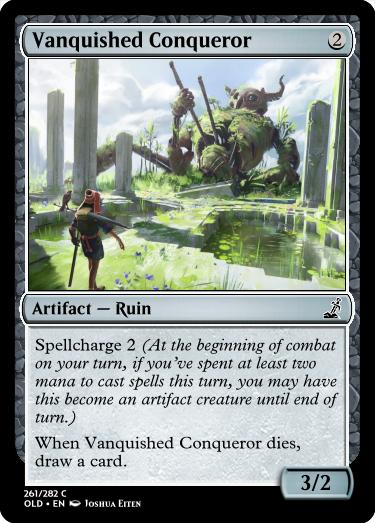 Vanquished Conqueror 2
Artifact — Ruin
Spellcharge 2 (At the beginning of combat
on your turn, if you've spent at least two
mana to cast spells this turn, you may have
this become an artifact creature until end of
turn.)
When Vanquished Conqueror dies,
draw a card.
3/2
261/282 C
OLD • EN Joshua Eiten